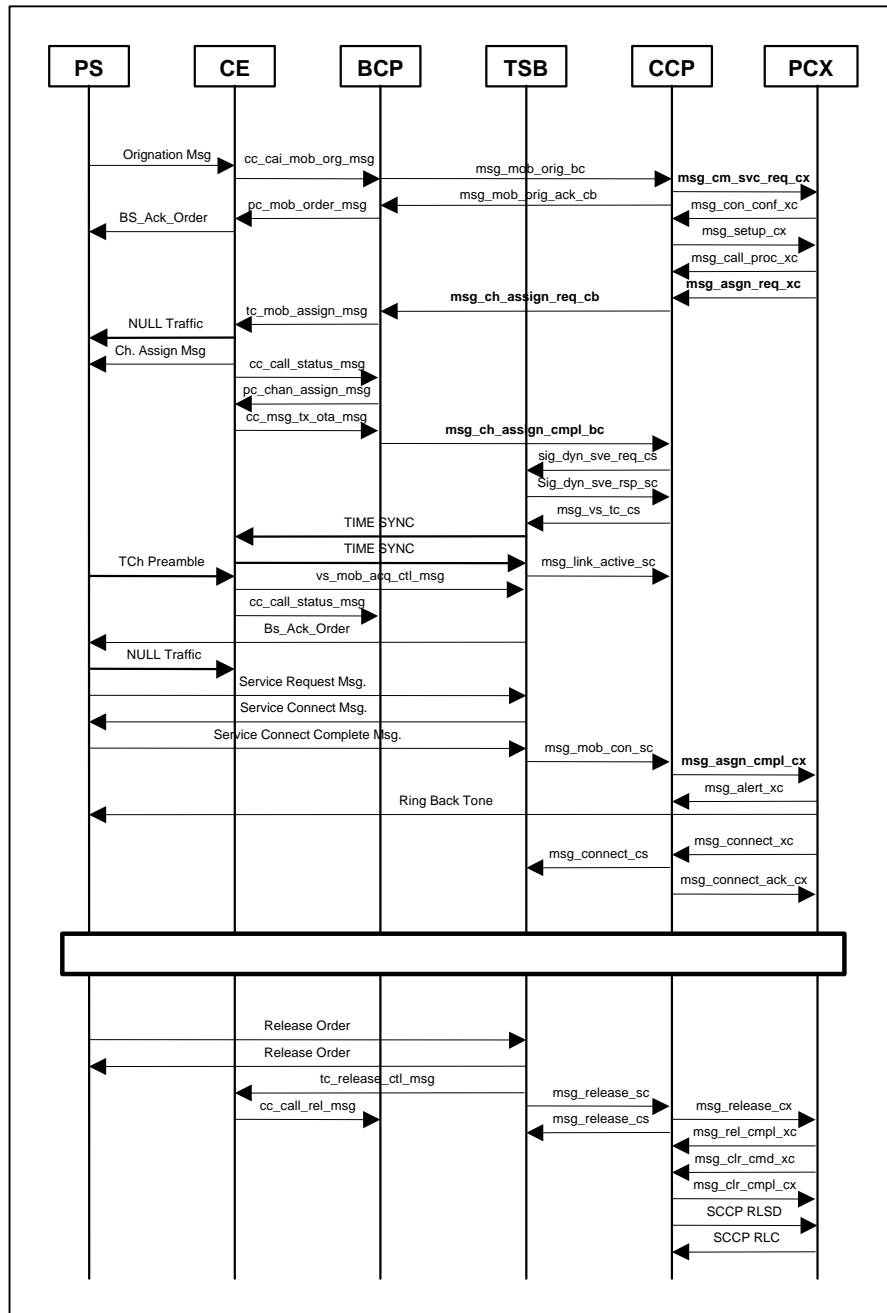 PS CE BCP TSB CCP PCX
Orignation Msg
cc_cai_mob_org_msg
msg_mob_orig_bc
msg_cm_svc_req_cx
msg_mob_orig_ack_cb
pc_mob_order_msg
msg_con_conf_xc
BS_Ack_Order
msg_setup_cx
msg_call_proc_xc
msg_asgn_req_xc
msg_ch_assign_req_cb
tc_mob_assign_msg
NULL Traffic
Ch. Assign Msg
cc_call_status_msg
pc_chan_assign_msg
cc_msg_tx_ota_msg
msg_ch_assign_cmpl_bc
sig_dyn_sve_req_cs
Sig_dyn_sve_rsp_sc
msg_vs_tc_cs
TIME SYNC
TIME SYNC
TCh Preamble
msg_link_active_sc
vs_mob_acq_ctl_msg
cc_call_status_msg
Bs_Ack_Order
NULL Traffic
Service Request Msg.
Service Connect Msg.
Service Connect Complete Msg.
msg_mob_con_sc
msg_asgn_cmpl_cx
msg_alert_xc
Ring Back Tone
msg_connect_xc
msg_connect_cs
msg_connect_ack_cx
Release Order
Release Order
tc_release_ctl_msg
msg_release_sc
cc_call_rel_msg
msg_release_cx
msg_release_cs
msg_rel_cmpl_xc
msg_clr_cmd_xc
msg_clr_cmpl_cx
SCCP RLSD
SCCP RLC